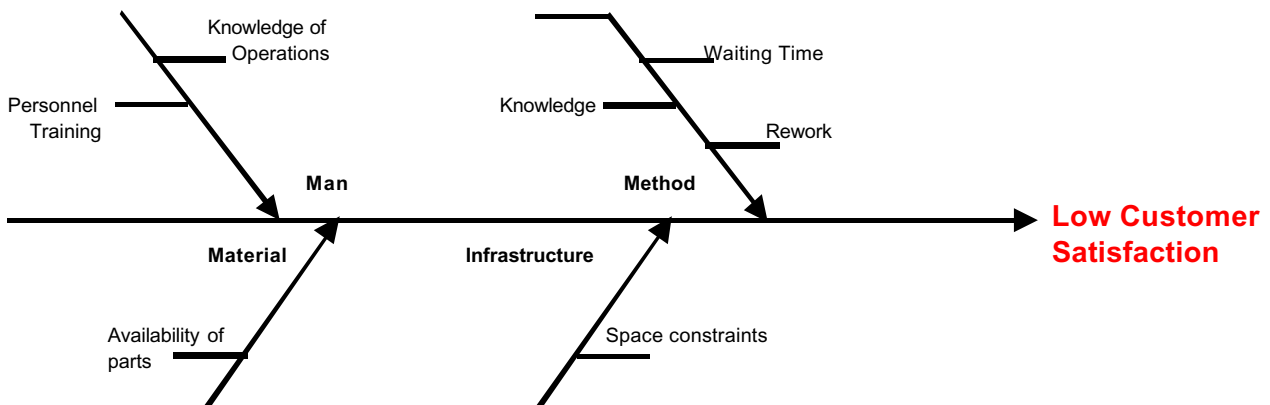 Knowledge of
Operations
Waiting Time
Personnel
Training
Knowledge
Rework
Man
Method
Low Customer
Satisfaction
Material
Infrastructure
Availability of
parts
Space constraints